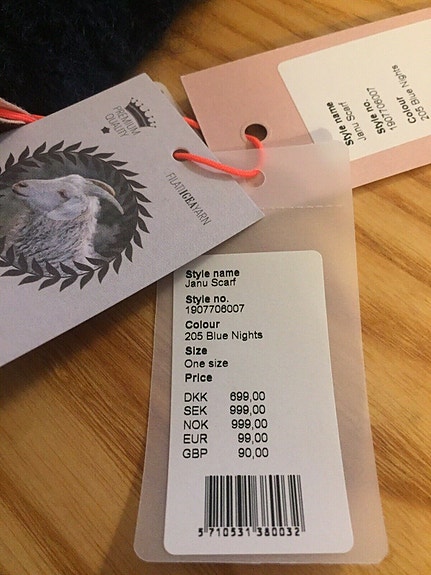 PREMIUM
QUALITY
FILATIIGEAYARN
Style name
Janu Scarf
Style no.
1907706007
Colour
205 Blue Nights
Style name
Janu Scarf
Style no.
1907706007
Colour
205 Blue Nights
Size
One size
Price
DKK 699,00
SEK 999,00
NOK 999,00
EUR 99,00
GBP 90,00
5 710531 380032